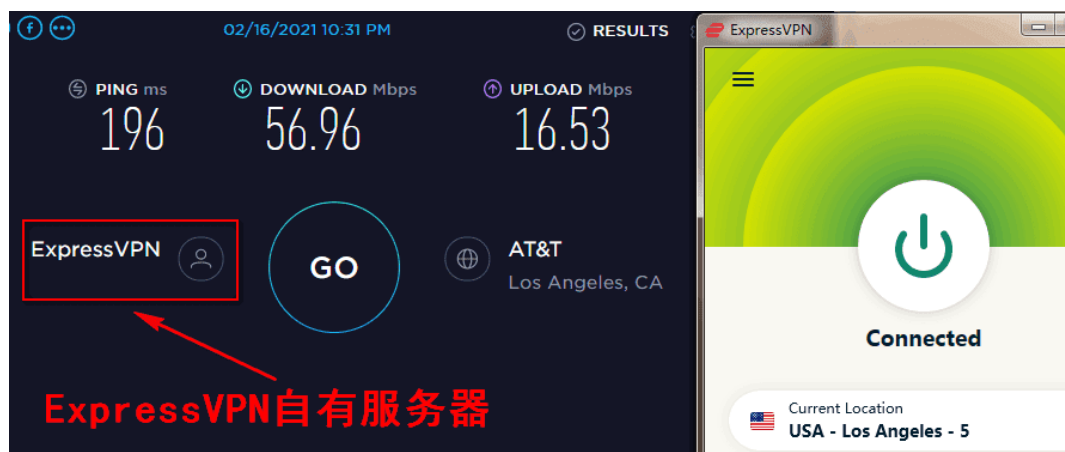 02/16/2021 10:31 PM
RESULTS
PING ms
DOWNLOAD Mbps
UPLOAD Mbps
196
56.96
16.53
ExpressVPN
GO
AT&T
Los Angeles, CA
ExpressVPN自有服务器
ExpressVPN
Connected
Current Location
USA - Los Angeles - 5